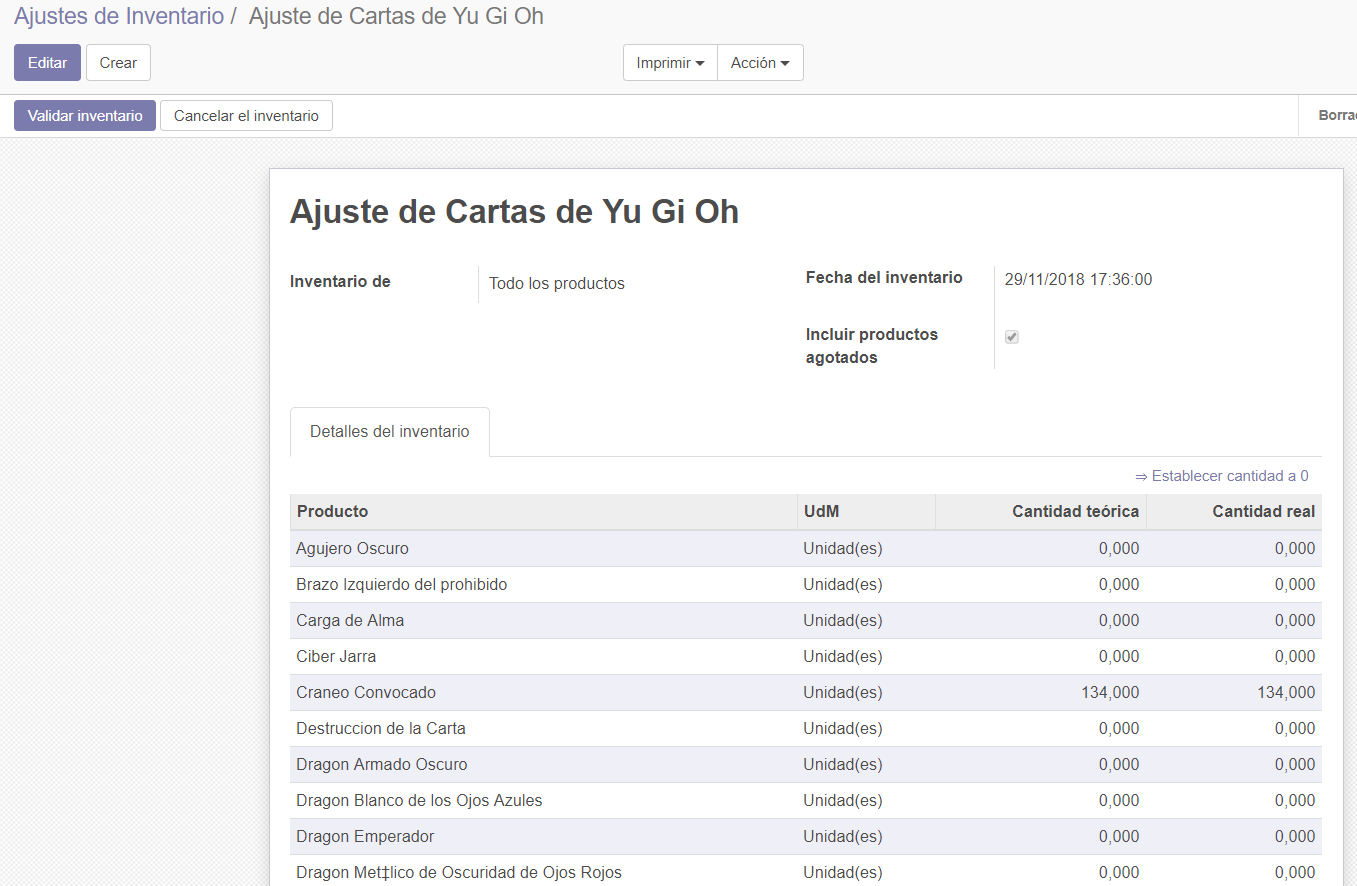 Ajustes de Inventario / Ajuste de Cartas de Yu Gi Oh
Editar Crear Imprimir Acción
Validar inventario Cancelar el inventario
Ajuste de Cartas de Yu Gi Oh
Inventario de Todo los productos
Fecha del inventario 29/11/2018 17:36:00
Incluir productos
agotados
Detalles del inventario
⇒ Establecer cantidad a 0
Producto UdM Cantidad teórica Cantidad real
Agujero Oscuro Unidad(es) 0,000 0,000
Brazo Izquierdo del prohibido Unidad(es) 0,000 0,000
Carga de Alma Unidad(es) 0,000 0,000
Ciber Jarra Unidad(es) 0,000 0,000
Craneo Convocado Unidad(es) 134,000 134,000
Destruccion de la Carta Unidad(es) 0,000 0,000
Dragon Armado Oscuro Unidad(es) 0,000 0,000
Dragon Blanco de los Ojos Azules Unidad(es) 0,000 0,000
Dragon Emperador Unidad(es) 0,000 0,000
Dragon Met‡lico de Oscuridad de Ojos Rojos Unidad(es) 0,000 0,000